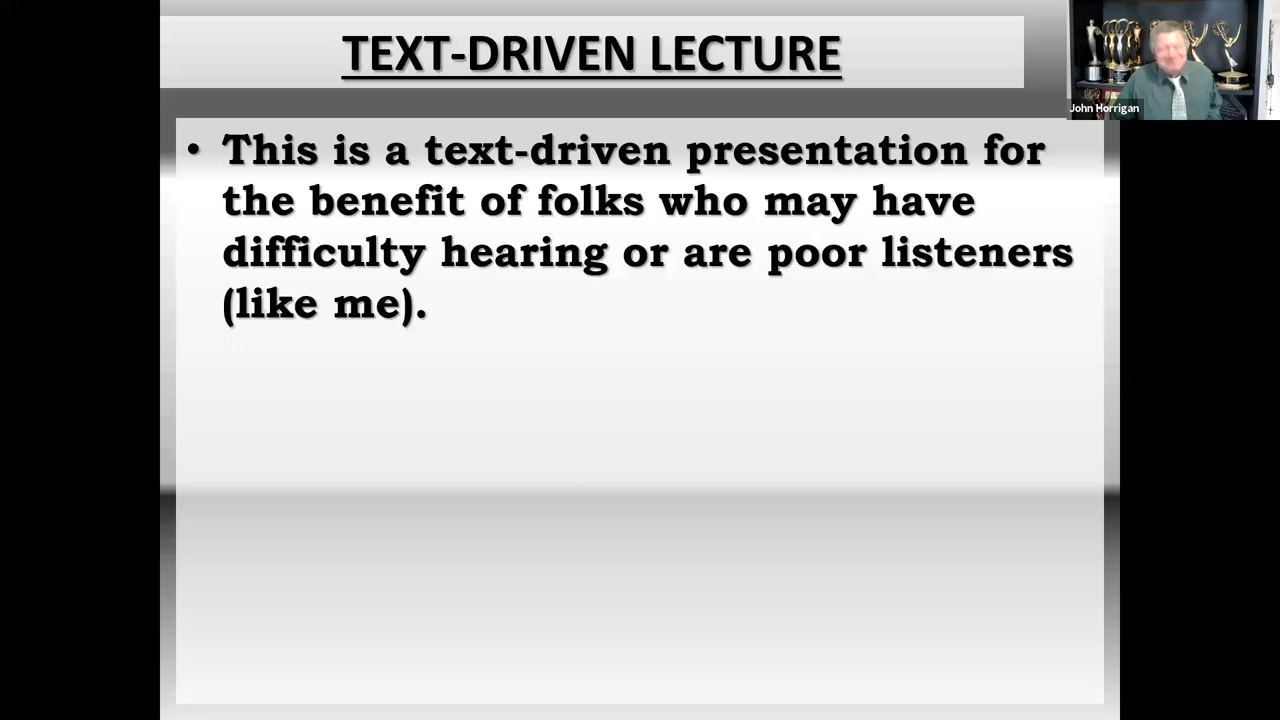 TEXT-DRIVEN LECTURE
John Horrigan
• This is a text-driven presentation for
the benefit of folks who may have
difficulty hearing or are poor listeners
(like me).